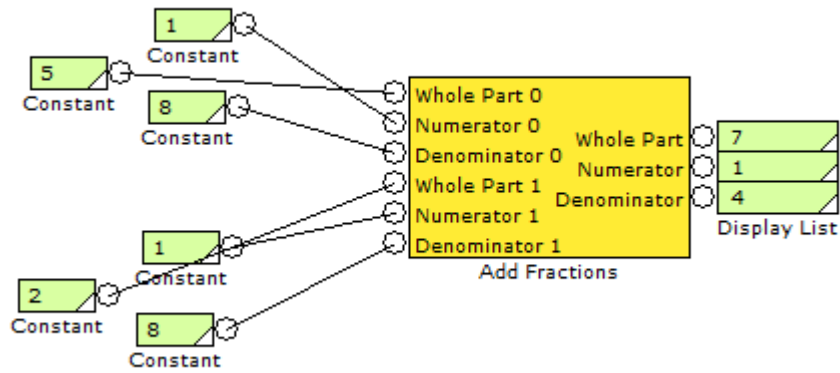 1
Constant
5
Constant
8
Constant
1
Constant
2
Constant
8
Constant
Whole Part 0
Numerator 0
Denominator 0
Whole Part 1
Numerator 1
Denominator 1
Whole Part
Numerator
Denominator
Add Fractions
7
1
4
Display List